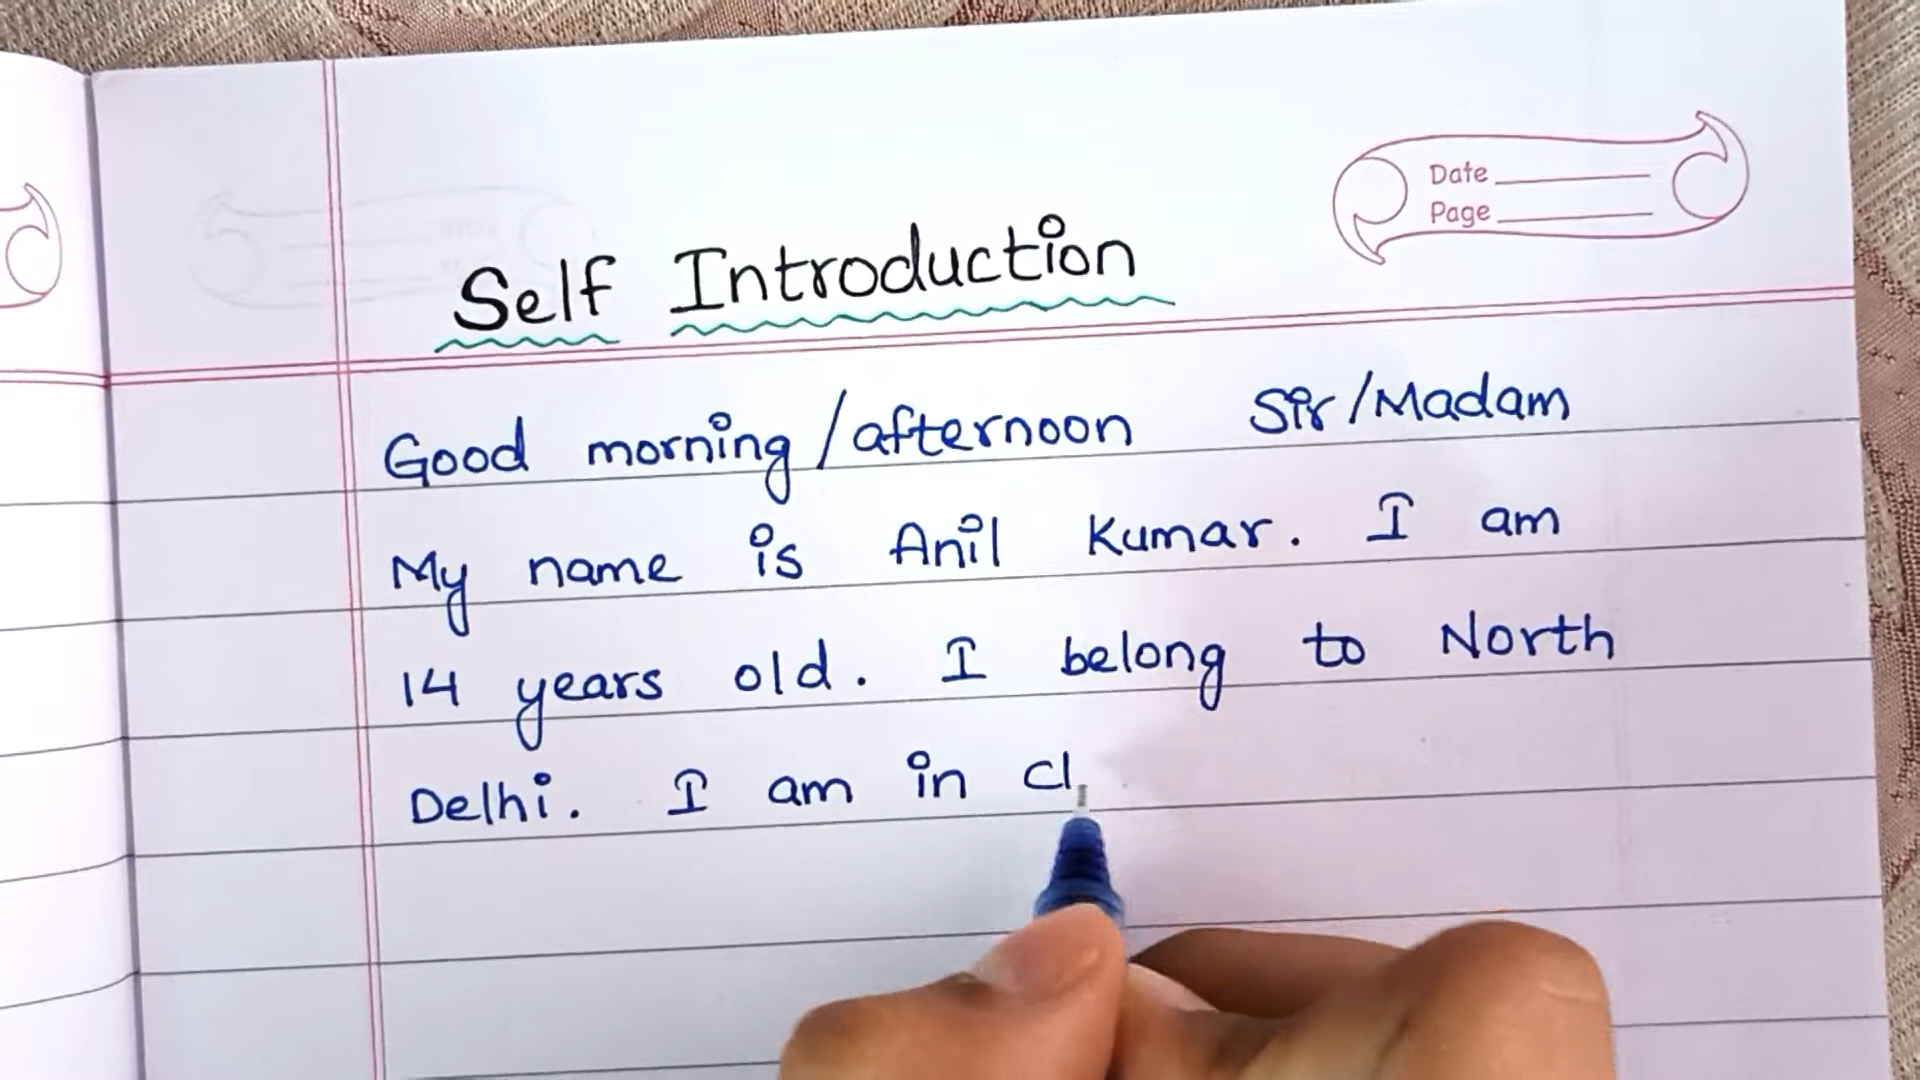 Date
Page
Self Introduction
Good morning/afternoon Sir/Madam
My name is Anil Kumar. I am
14 years old. I belong to North
Delhi. I am in cl